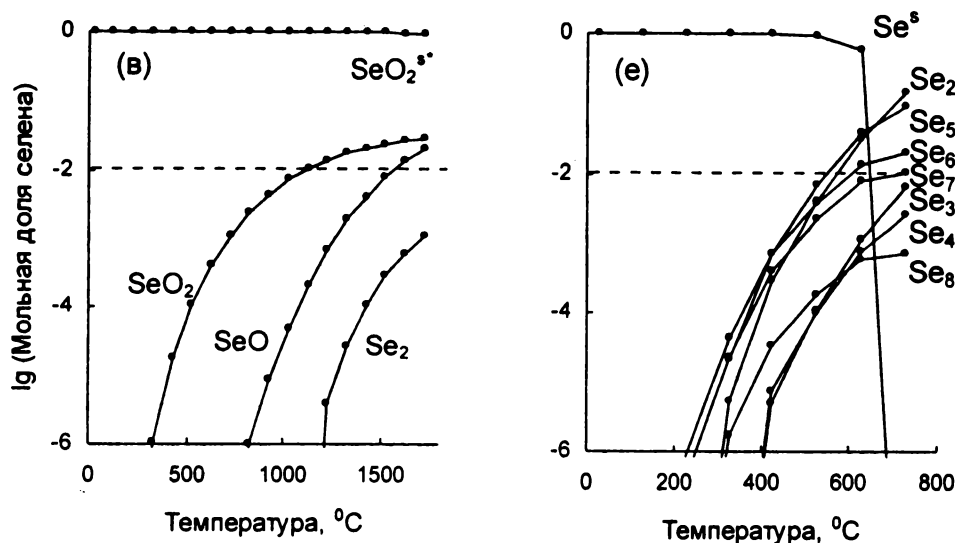 lg (Мольная доля селена)
0
-2
-4
-6
(в)
SeO₂ˢ*
SeO₂
SeO
Se₂
0
500
1000
1500
Температура, ⁰C
0
-2
-4
-6
(е)
Seˢ
Se₂
Se₅
Se₆
Se₇
Se₃
Se₄
Se₈
0
200
400
600
800
Температура, ⁰C